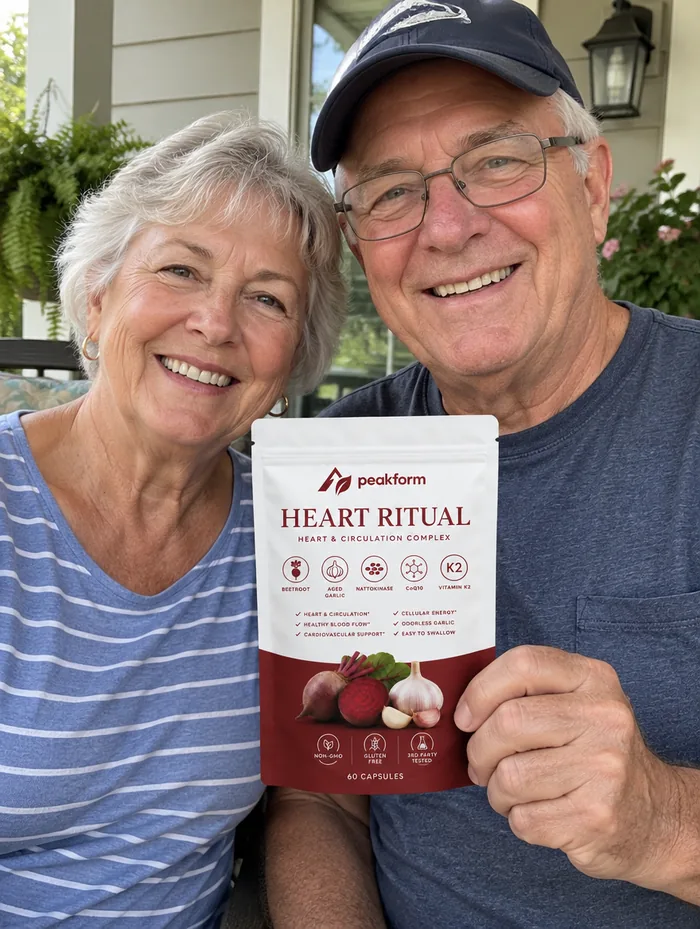 peakform
HEART RITUAL
HEART & CIRCULATION COMPLEX
K2
BEETROOT
AGED
GARLIC
NATTOKINASE
CoQ10
VITAMIN K2
✓ HEART & CIRCULATION*
✓ HEALTHY BLOOD FLOW*
✓ CARDIOVASCULAR SUPPORT*
✓ CELLULAR ENERGY*
✓ ODORLESS GARLIC
✓ EASY TO SWALLOW
NON-GMO
GLUTEN
FREE
3RD-PARTY
TESTED
60 CAPSULES